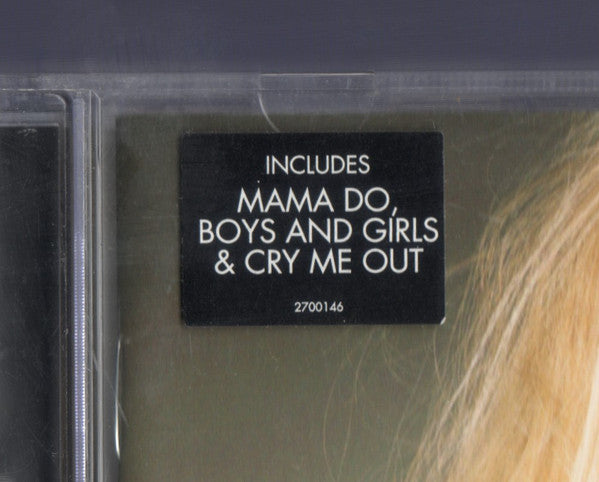 INCLUDES
MAMA DO,
BOYS AND GIRLS
& CRY ME OUT
2700146